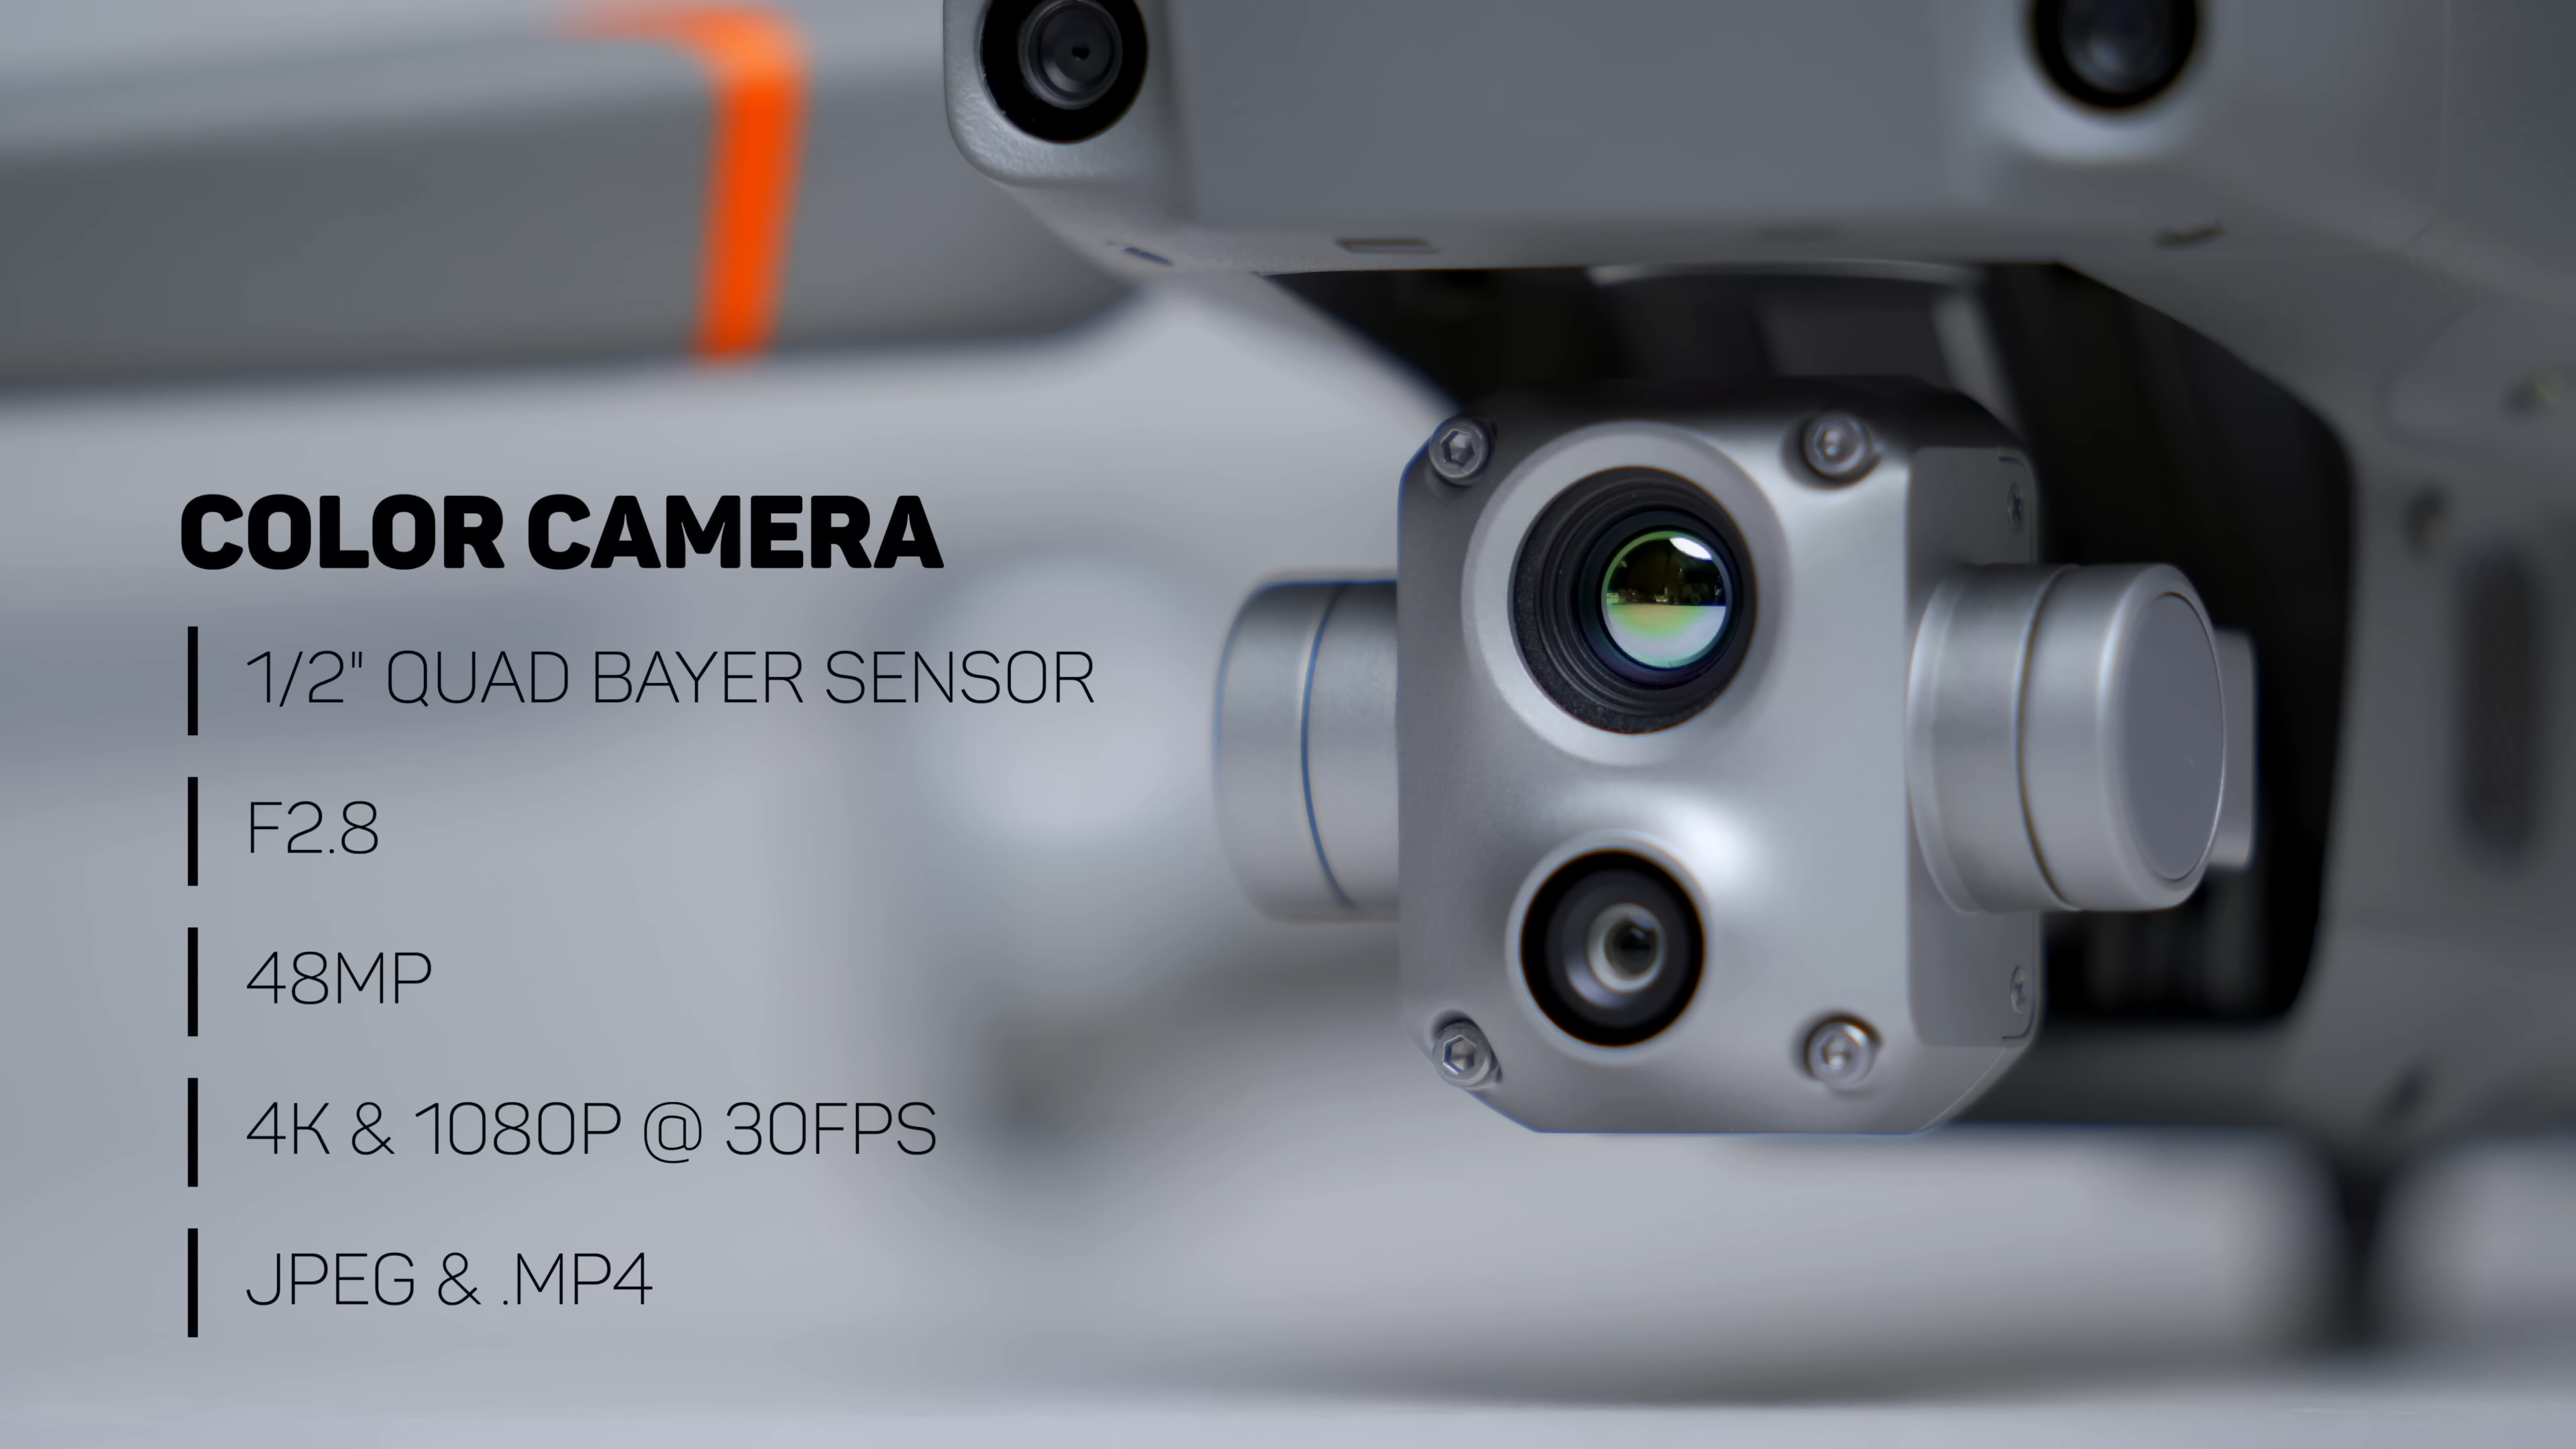 COLOR CAMERA
1/2" QUAD BAYER SENSOR
F2.8
48MP
4K & 1080P @ 30FPS
JPEG & .MP4